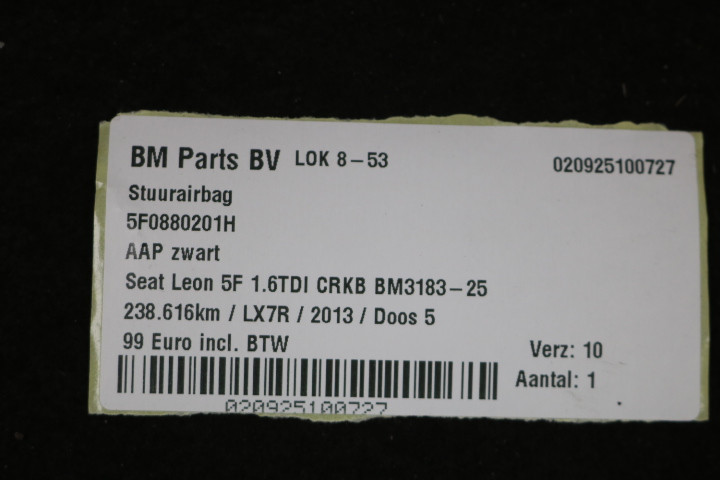 BM Parts BV LOK 8-53 020925100727
Stuurairbag
5F0880201H
AAP zwart
Seat Leon 5F 1.6TDI CRKB BM3183-25
238.616km / LX7R / 2013 / Doos 5
99 Euro incl. BTW
Verz: 10
Aantal: 1
020925100727